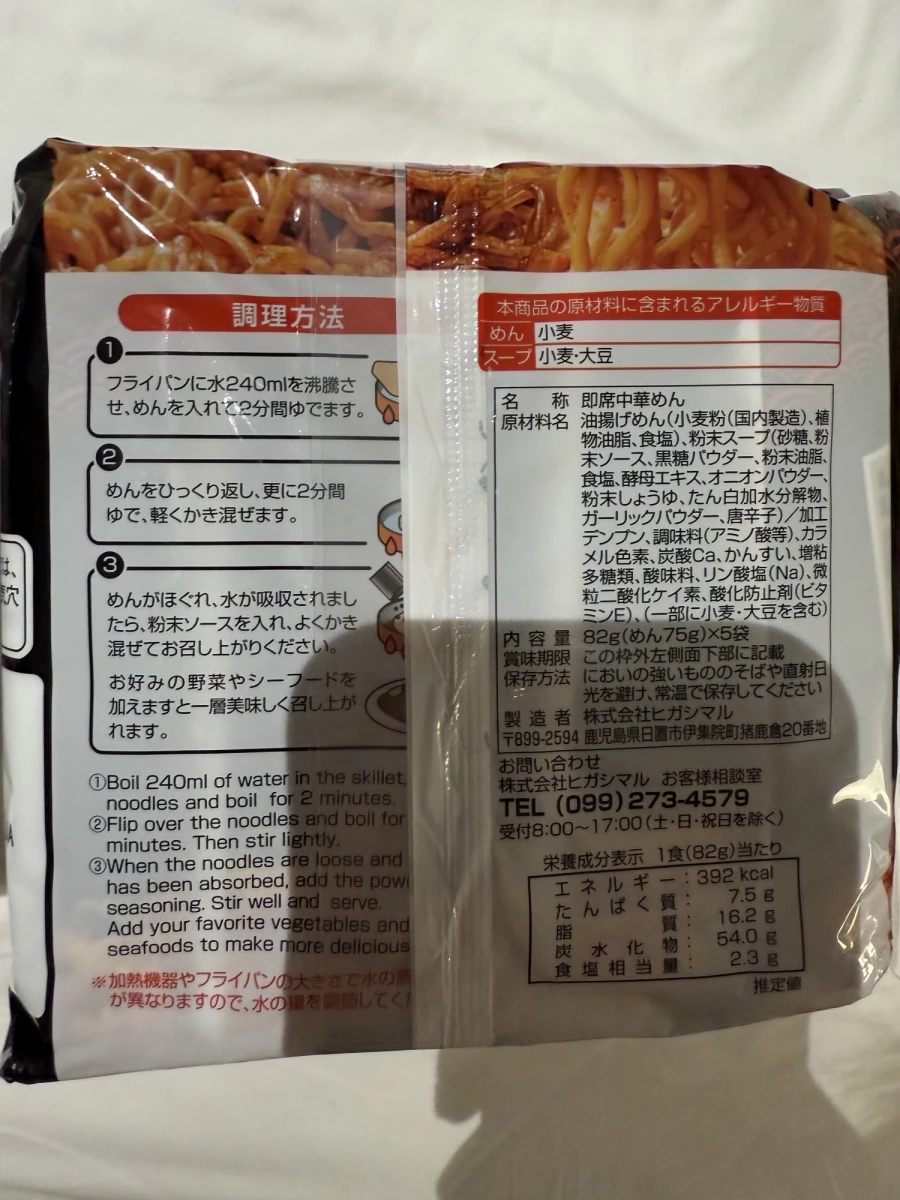 調理方法
1
フライパンに水240mlを沸騰さ
せ、めんを入れて2分間ゆでます。
2
めんをひっくり返し、更に2分間
ゆで、軽くかき混ぜます。
3
めんがほぐれ、水が吸収されまし
たら、粉末ソースを入れ、よくかき
混ぜてお召し上がりください。
お好みの野菜やシーフードを
加えますと一層美味しく召し上が
れます。
①Boil 240ml of water in the skillet,
noodles and boil for 2 minutes.
②Flip over the noodles and boil for
minutes. Then stir lightly.
③When the noodles are loose and
has been absorbed, add the pow
seasoning. Stir well and serve.
Add your favorite vegetables and
seafoods to make more delicious
※加熱機器やフライパンの大きさで水の蒸
が異なりますので、水の量を調節してくだ
本商品の原材料に含まれるアレルギー物質
めん 小麦
スープ 小麦・大豆
名称 即席中華めん
原材料名 油揚げめん(小麦粉(国内製造)、植
物油脂、食塩)、粉末スープ(砂糖、粉
末ソース、黒糖パウダー、粉末油脂、
食塩、酵母エキス、オニオンパウダー、
粉末しょうゆ、たん白加水分解物、
ガーリックパウダー、唐辛子)/加工
デンプン、調味料(アミノ酸等)、カラ
メル色素、炭酸Ca、かんすい、増粘
多糖類、酸味料、リン酸塩(Na)、微
粒二酸化ケイ素、酸化防止剤(ビタ
ミンE)、(一部に小麦・大豆を含む)
内容量 82g(めん75g)×5袋
賞味期限 この枠外左側面下部に記載
保存方法 においの強いもののそばや直射日
光を避け、常温で保存してください
製造者 株式会社ヒガシマル
〒899-2594 鹿児島県日置市伊集院町猪鹿倉20番地
お問い合わせ
株式会社ヒガシマル お客様相談室
TEL (099)273-4579
受付8:00～17:00(土・日・祝日を除く)
栄養成分表示 1食(82g)当たり
エネルギー：392 kcal
たんぱく質：7.5 g
脂質：16.2 g
炭水化物：54.0 g
食塩相当量：2.3 g
推定値